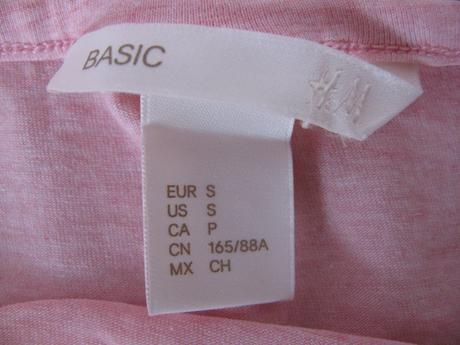 BASIC
H&M
EUR S
US S
CA P
CN 165/88A
MX CH